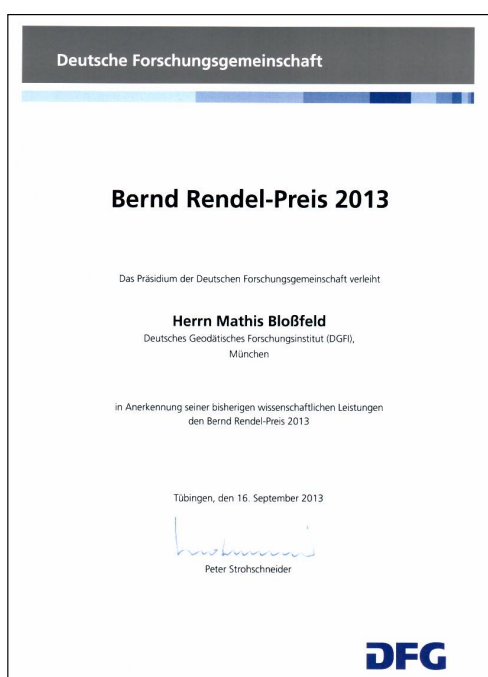 Deutsche Forschungsgemeinschaft
Bernd Rendel-Preis 2013
Das Präsidium der Deutschen Forschungsgemeinschaft verleiht
Herrn Mathis Bloßfeld
Deutsches Geodätisches Forschungsinstitut (DGFI),
München
in Anerkennung seiner bisherigen wissenschaftlichen Leistungen
den Bernd Rendel-Preis 2013
Tübingen, den 16. September 2013
Peter Strohschneider
DFG